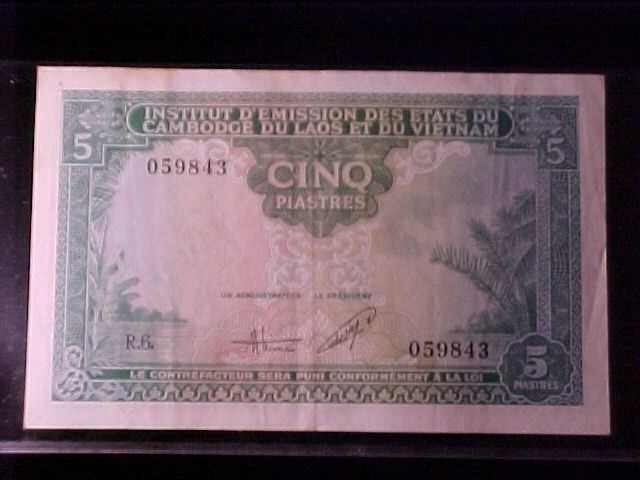 INSTITUT D'EMISSION DES ETATS DU
CAMBODGE DU LAOS ET DU VIETNAM
5
5
059843
CINQ
PIASTRES
UN ADMINISTRATEUR LE PRÉSIDENT
R.6.
059843
5
PIASTRES
LE CONTREFACTEUR SERA PUNI CONFORMÉMENT À LA LOI